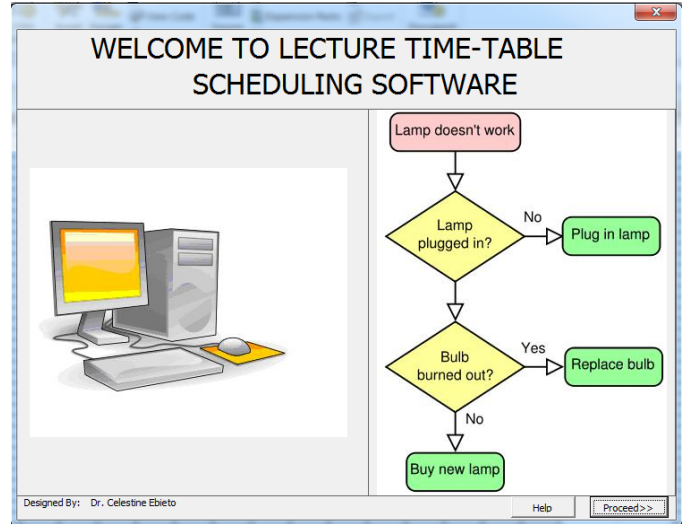 WELCOME TO LECTURE TIME-TABLE
SCHEDULING SOFTWARE
Lamp doesn't work
Lamp
plugged in?
No
Plug in lamp
Bulb
burned out?
Yes
Replace bulb
No
Buy new lamp
Designed By: Dr. Celestine Ebieto
Help
Proceed>>